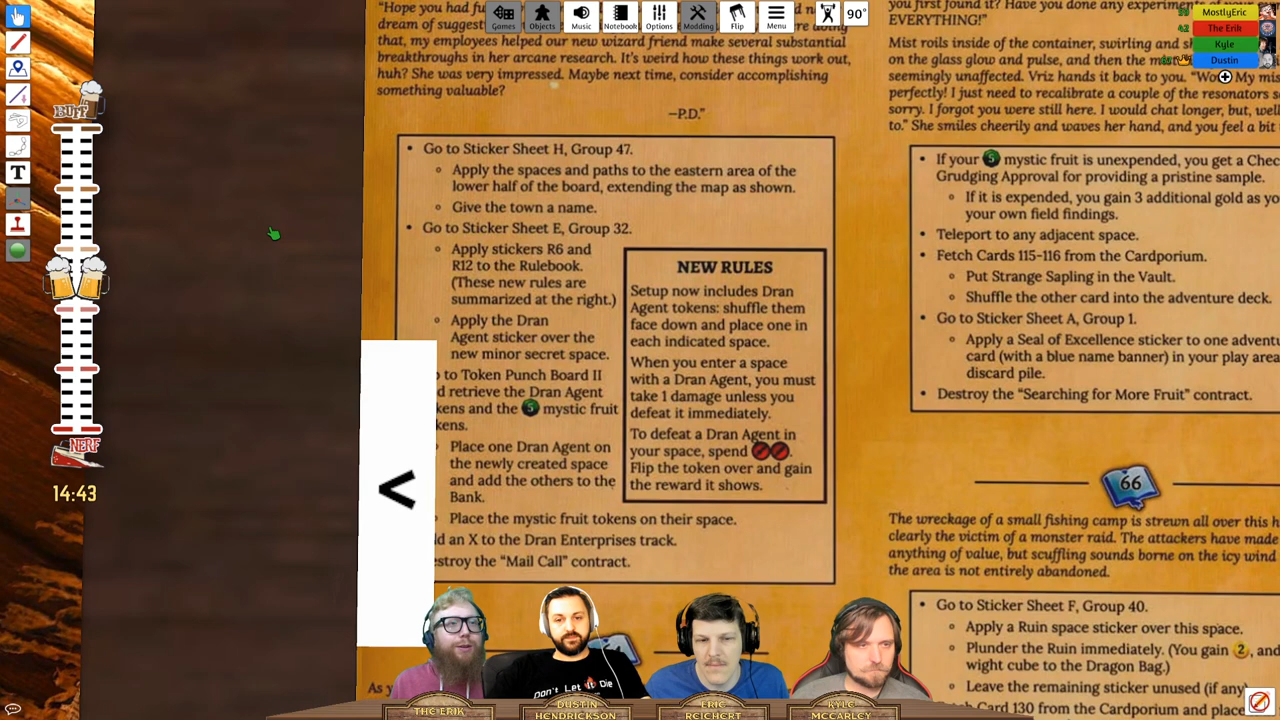 "Hope you had fu
dream of suggest
that, my employees helped our new wizard friend make several substantial
breakthroughs in her arcane research. It's weird how these things work out,
huh? She was very impressed. Maybe next time, consider accomplishing
something valuable?
—P.D."
• Go to Sticker Sheet H, Group 47.
◦ Apply the spaces and paths to the eastern area of the
lower half of the board, extending the map as shown.
◦ Give the town a name.
• Go to Sticker Sheet E, Group 32.
◦ Apply stickers R6 and
R12 to the Rulebook.
(These new rules are
summarized at the right.)
◦ Apply the Dran
Agent sticker over the
new minor secret space.
to Token Punch Board II
d retrieve the Dran Agent
kens and the 5 mystic fruit
kens.
Place one Dran Agent on
the newly created space
and add the others to the
Bank.
Place the mystic fruit tokens on their space.
d an X to the Dran Enterprises track.
estroy the "Mail Call" contract.
NEW RULES
Setup now includes Dran
Agent tokens: shuffle them
face down and place one in
each indicated space.
When you enter a space
with a Dran Agent, you must
take 1 damage unless you
defeat it immediately.
To defeat a Dran Agent in
your space, spend
Flip the token over and gain
the reward it shows.
As y
you first found it? Have you done any experiments
EVERYTHING!"
Mist roils inside of the container, swirling and sh
on the glass glow and pulse, and then the m
seemingly unaffected. Vriz hands it back to you. "Wo My mis
perfectly! I just need to recalibrate a couple of the resonators s
sorry. I forgot you were still here. I would chat longer, but, well
to." She smiles cheerily and waves her hand, and you feel a bit
• If your 5 mystic fruit is unexpended, you get a Chec
Grudging Approval for providing a pristine sample.
◦ If it is expended, you gain 3 additional gold as yo
your own field findings.
• Teleport to any adjacent space.
• Fetch Cards 115-116 from the Cardporium.
◦ Put Strange Sapling in the Vault.
◦ Shuffle the other card into the adventure deck.
• Go to Sticker Sheet A, Group 1.
◦ Apply a Seal of Excellence sticker to one adventu
card (with a blue name banner) in your play area
discard pile.
• Destroy the "Searching for More Fruit" contract.
66
The wreckage of a small fishing camp is strewn all over this h
clearly the victim of a monster raid. The attackers have made
anything of value, but scuffling sounds borne on the icy wind
the area is not entirely abandoned.
• Go to Sticker Sheet F, Group 40.
◦ Apply a Ruin space sticker over this space.
◦ Plunder the Ruin immediately. (You gain 2, and
wight cube to the Dragon Bag.)
◦ Leave the remaining sticker unused (if any
ch Card 130 from the Cardporium and place
Games
Objects
Music
Notebook
Options
Modding
Flip
Menu
90°
MostlyEric
42 The Erik
Kyle
Dustin
T
BUFF
NERF
14:43
<
Don't Let It Die
THE ERIK
DUSTIN HENDRICKSON
ERIC REICHERT
KYLE MCCARLEY